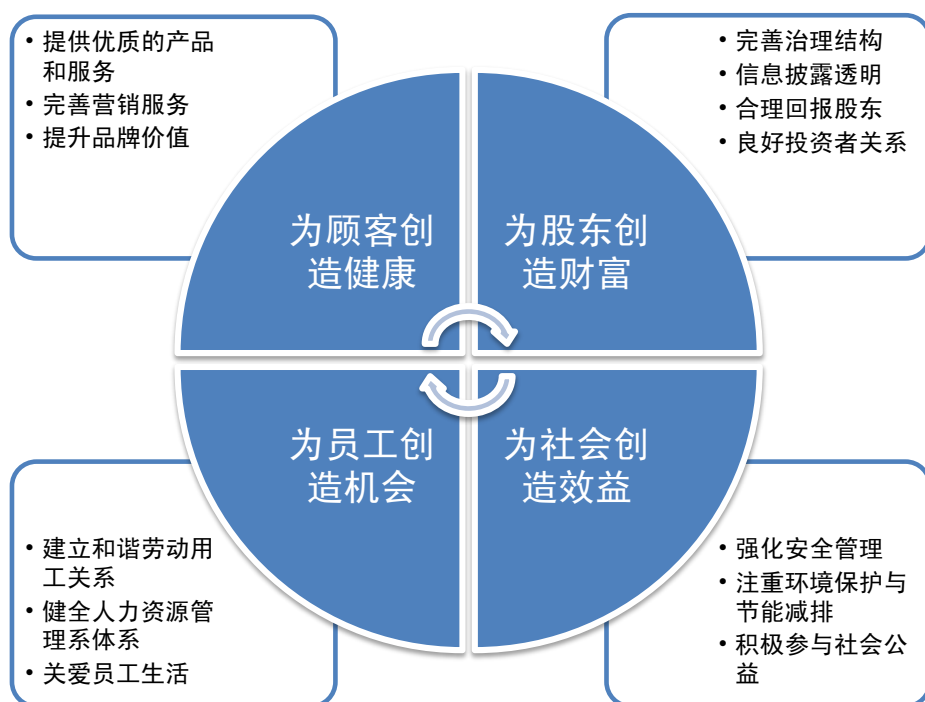 • 提供优质的产品
和服务
• 完善营销服务
• 提升品牌价值
• 完善治理结构
• 信息披露透明
• 合理回报股东
• 良好投资者关系
为顾客创
造健康
为股东创
造财富
为员工创
造机会
为社会创
造效益
• 建立和谐劳动用
工关系
• 健全人力资源管
理系体系
• 关爱员工生活
• 强化安全管理
• 注重环境保护与
节能减排
• 积极参与社会公
益